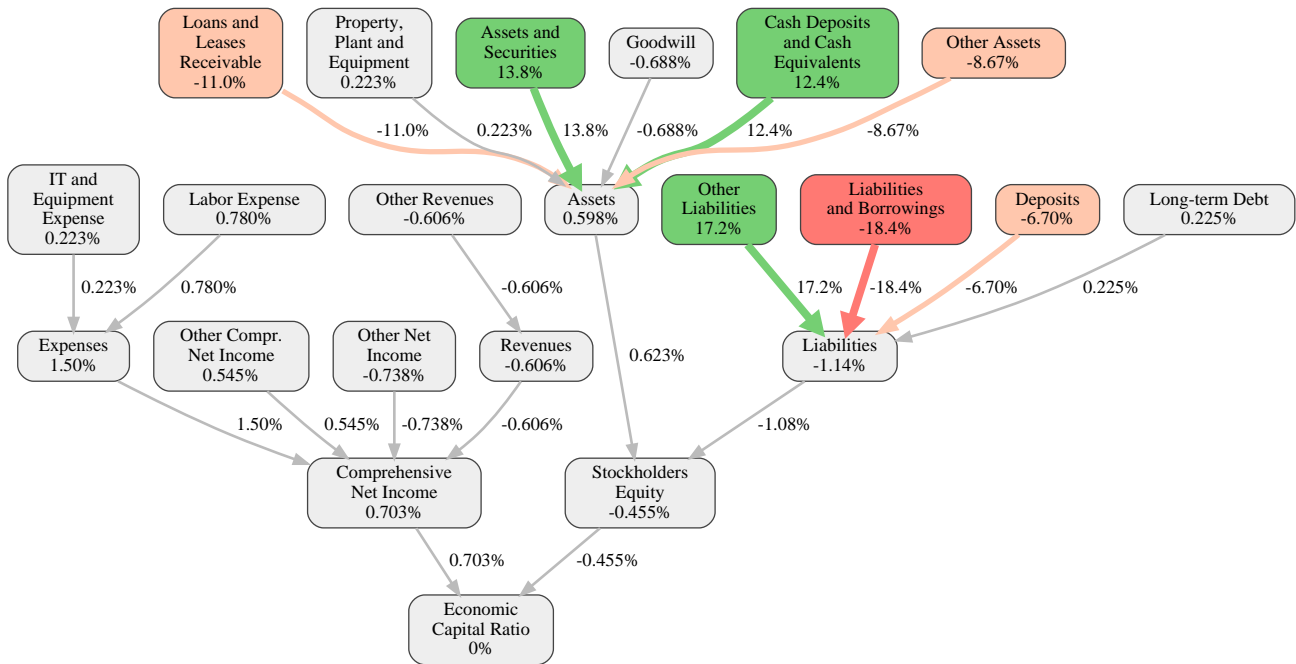 Loans and
Leases
Receivable
-11.0%
Property,
Plant and
Equipment
0.223%
Assets and
Securities
13.8%
Goodwill
-0.688%
Cash Deposits
and Cash
Equivalents
12.4%
Other Assets
-8.67%
-11.0%
0.223%
13.8%
-0.688%
12.4%
-8.67%
IT and
Equipment
Expense
0.223%
Labor Expense
0.780%
Other Revenues
-0.606%
Assets
0.598%
Other
Liabilities
17.2%
Liabilities
and Borrowings
-18.4%
Deposits
-6.70%
Long-term Debt
0.225%
0.223%
0.780%
-0.606%
17.2%
-18.4%
-6.70%
0.225%
Expenses
1.50%
Other Compr.
Net Income
0.545%
Other Net
Income
-0.738%
Revenues
-0.606%
0.623%
Liabilities
-1.14%
1.50%
0.545%
-0.738%
-0.606%
-1.08%
Comprehensive
Net Income
0.703%
Stockholders
Equity
-0.455%
0.703%
-0.455%
Economic
Capital Ratio
0%